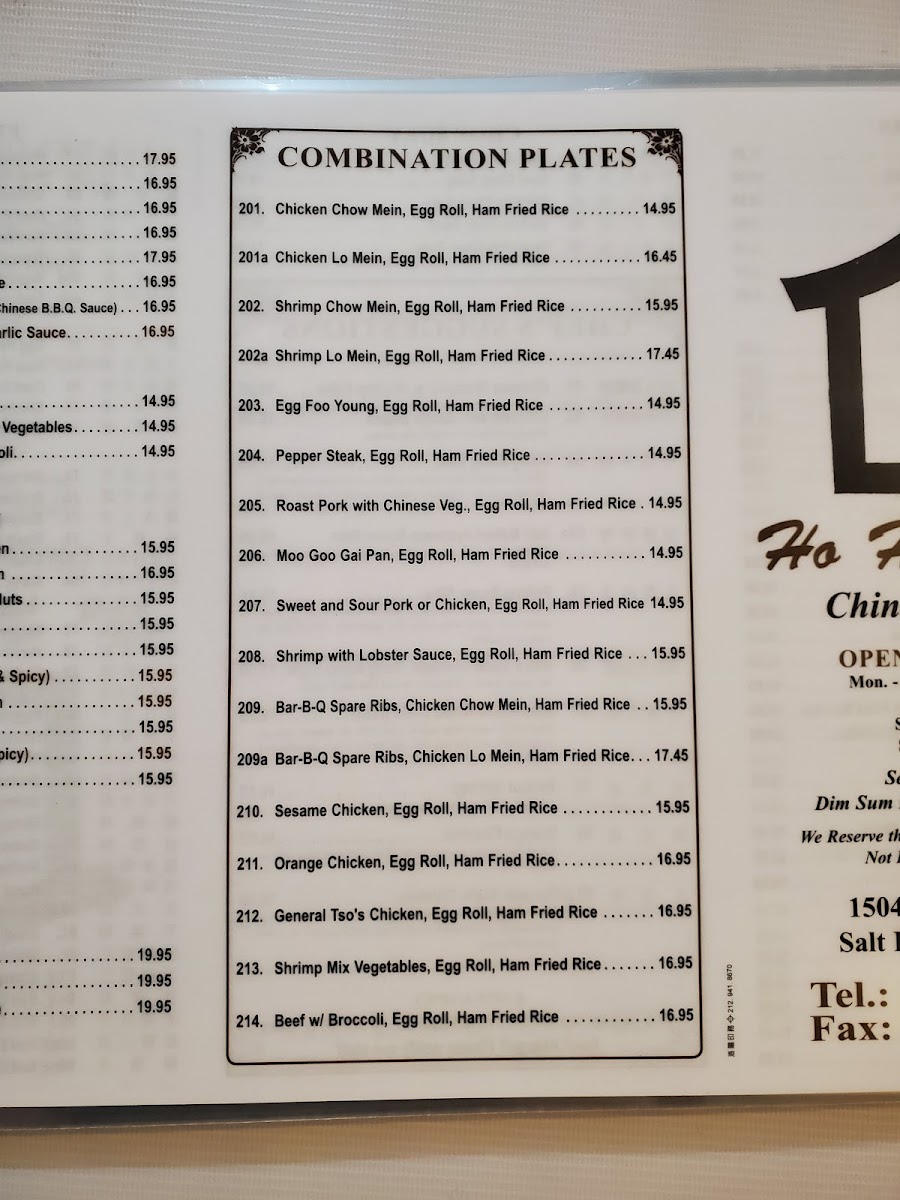 17.95
16.95
16.95
16.95
17.95
e. 16.95
Chinese B.B.Q. Sauce) . . . 16.95
arlic Sauce. . . . . . . . . . 16.95
14.95
Vegetables. . . . . . . . . 14.95
oli. . . . . . . . . . . . . . . . . 14.95
en . . . . . . . . . . . . . . . . . 15.95
n . . . . . . . . . . . . . . . . . 16.95
Nuts . . . . . . . . . . . . . . . 15.95
15.95
15.95
& Spicy) . . . . . . . . . . . 15.95
n . . . . . . . . . . . . . . . . . . 15.95
15.95
picy). . . . . . . . . . . . . . 15.95
15.95
19.95
19.95
19.95
COMBINATION PLATES
201. Chicken Chow Mein, Egg Roll, Ham Fried Rice . . . . . . . . . 14.95
201a Chicken Lo Mein, Egg Roll, Ham Fried Rice . . . . . . . . . . . . 16.45
202. Shrimp Chow Mein, Egg Roll, Ham Fried Rice . . . . . . . . . . 15.95
202a Shrimp Lo Mein, Egg Roll, Ham Fried Rice . . . . . . . . . . . . . 17.45
203. Egg Foo Young, Egg Roll, Ham Fried Rice . . . . . . . . . . . . . 14.95
204. Pepper Steak, Egg Roll, Ham Fried Rice . . . . . . . . . . . . . . . 14.95
205. Roast Pork with Chinese Veg., Egg Roll, Ham Fried Rice . 14.95
206. Moo Goo Gai Pan, Egg Roll, Ham Fried Rice . . . . . . . . . . . 14.95
207. Sweet and Sour Pork or Chicken, Egg Roll, Ham Fried Rice 14.95
208. Shrimp with Lobster Sauce, Egg Roll, Ham Fried Rice . . . 15.95
209. Bar-B-Q Spare Ribs, Chicken Chow Mein, Ham Fried Rice . . 15.95
209a Bar-B-Q Spare Ribs, Chicken Lo Mein, Ham Fried Rice. . . 17.45
210. Sesame Chicken, Egg Roll, Ham Fried Rice . . . . . . . . . . . . 15.95
211. Orange Chicken, Egg Roll, Ham Fried Rice. . . . . . . . . . . . . 16.95
212. General Tso's Chicken, Egg Roll, Ham Fried Rice . . . . . . . 16.95
213. Shrimp Mix Vegetables, Egg Roll, Ham Fried Rice . . . . . . . 16.95
214. Beef w/ Broccoli, Egg Roll, Ham Fried Rice . . . . . . . . . . . . 16.95
212 941 8670
Ho H
Chin
OPEN
Mon. -
S
S
Se
Dim Sum
We Reserve th
Not
1504
Salt
Tel.:
Fax: